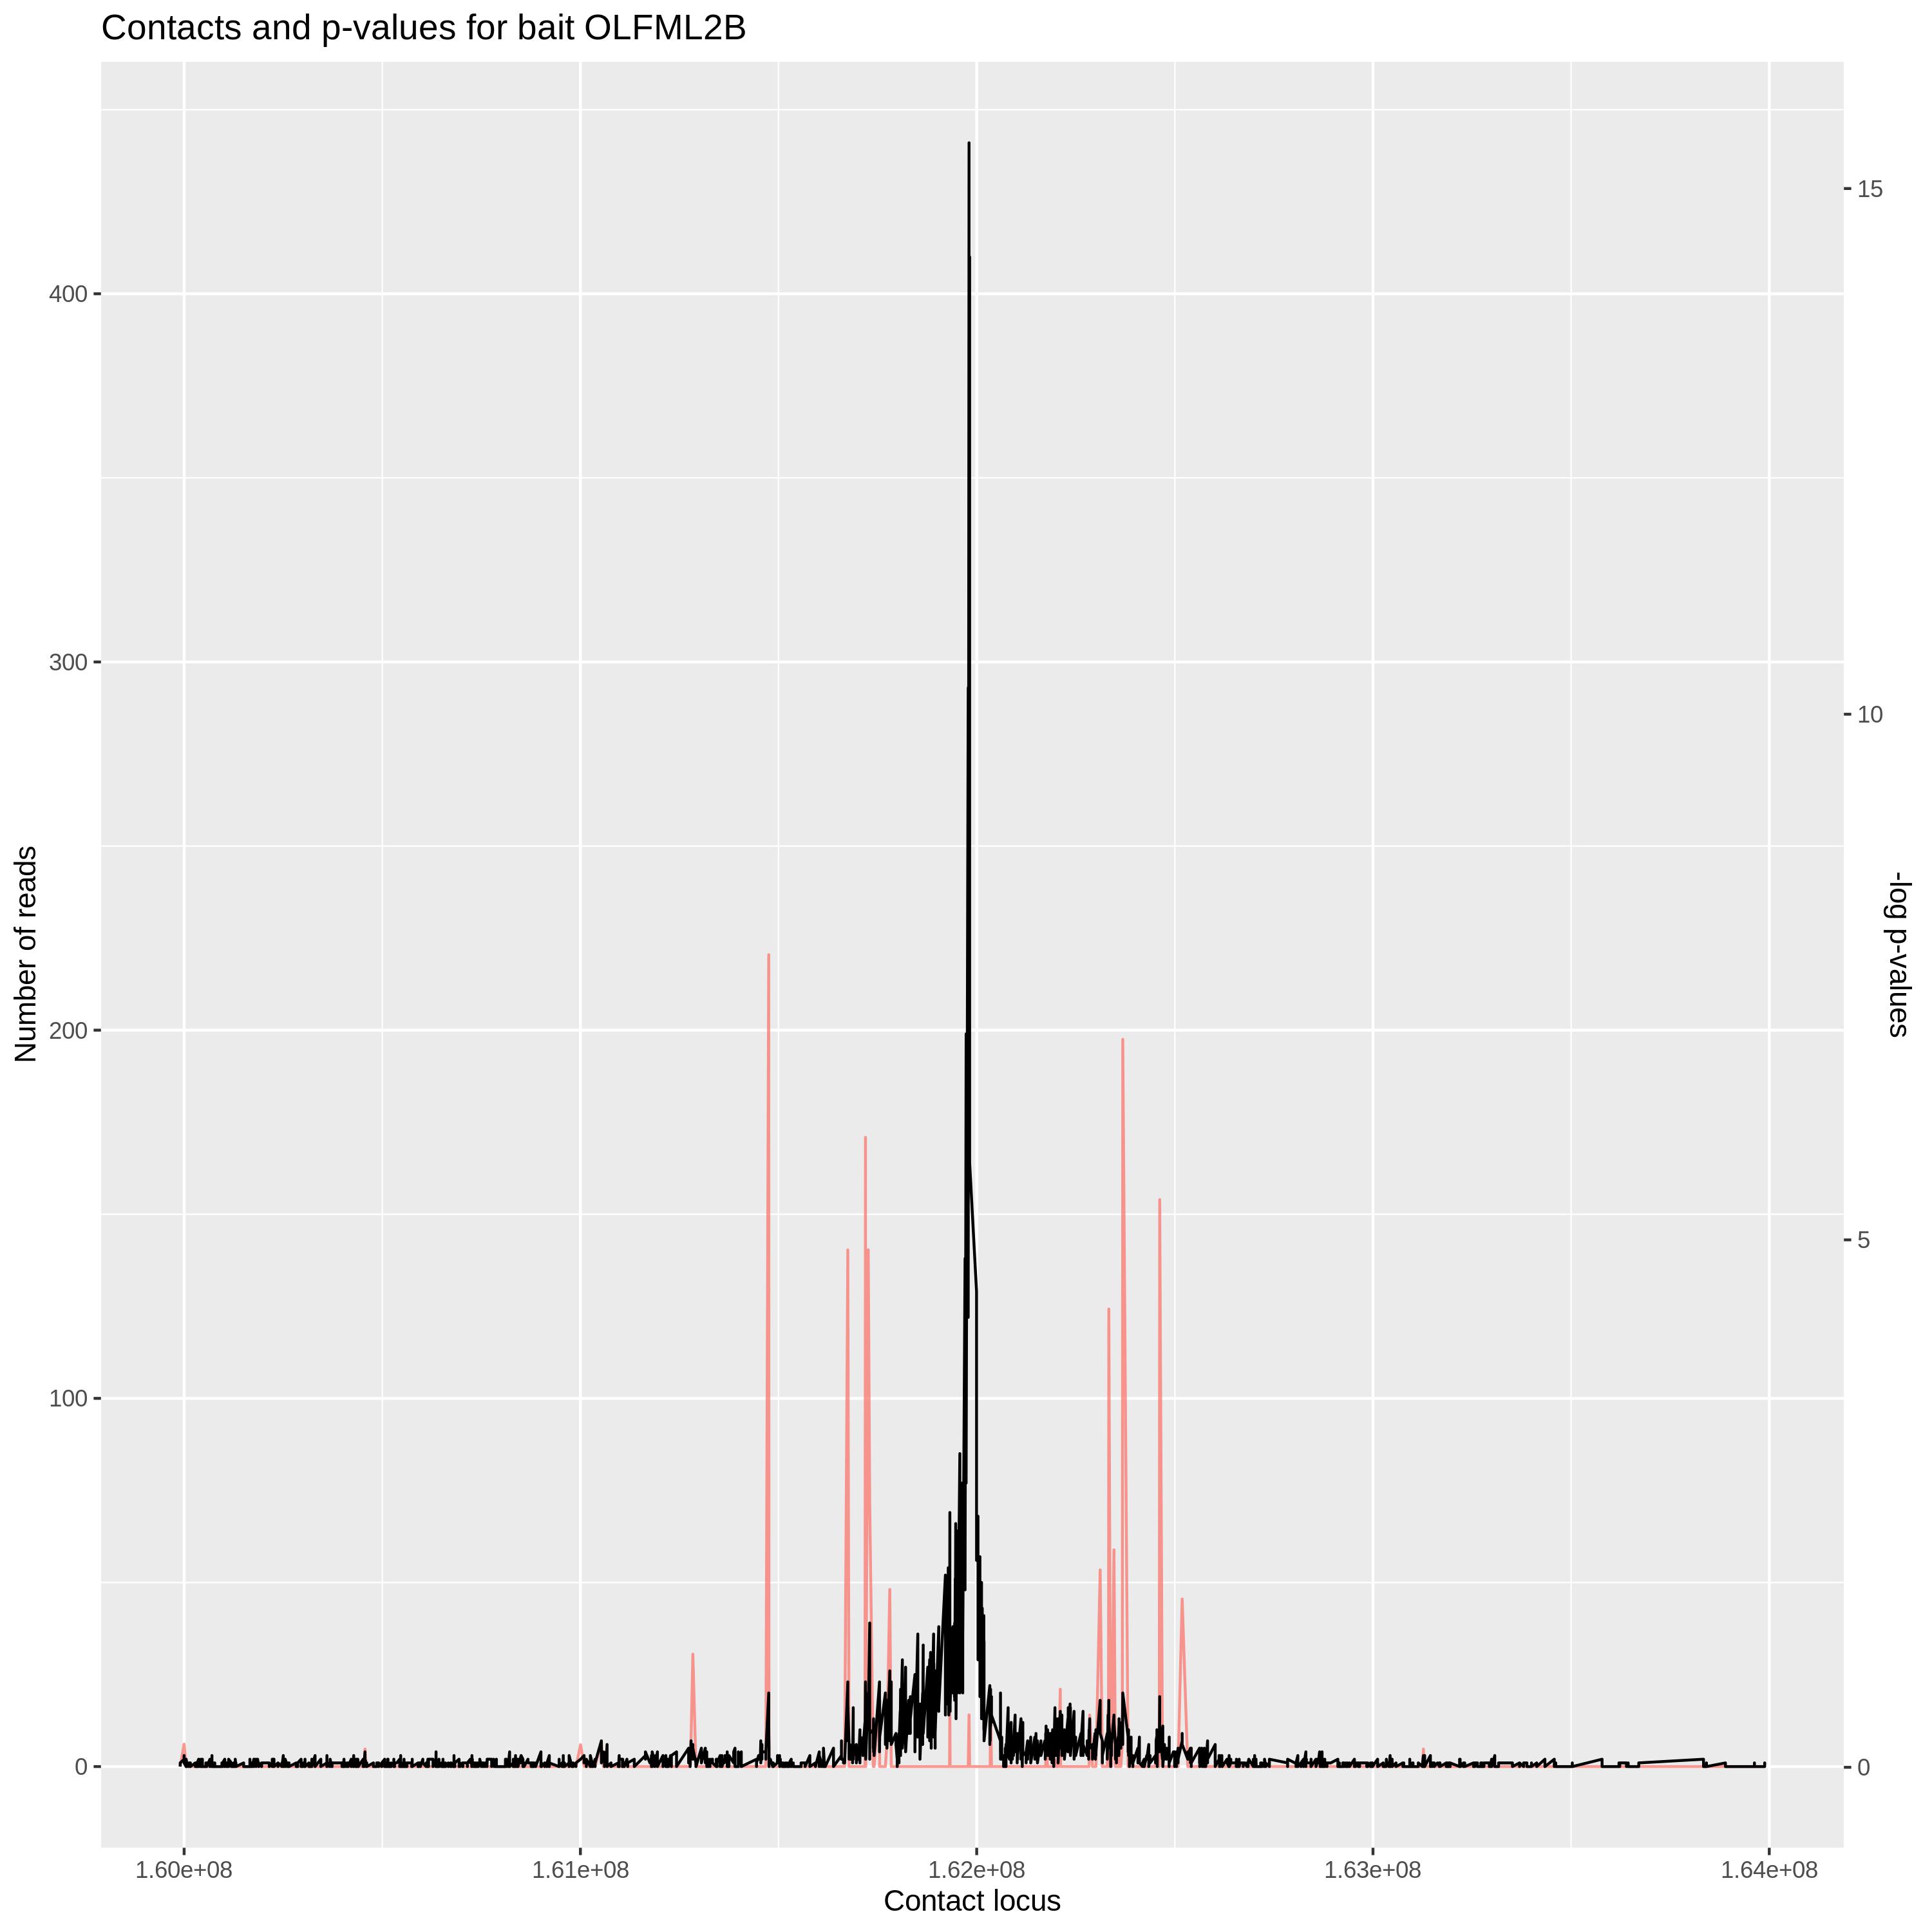 Contacts and p-values for bait OLFML2B
Number of reads
400
300
200
100
0
15
10
5
0
-log p-values
1.60e+08 1.61e+08 1.62e+08 1.63e+08 1.64e+08
Contact locus